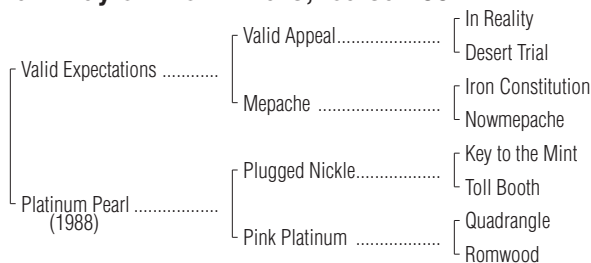 In Reality
Valid Appeal....................
Desert Trial
Valid Expectations ............
Iron Constitution
Mepache ........................
Nowmepache
Key to the Mint
Plugged Nickle................
Toll Booth
Platinum Pearl ..................
(1988)
Quadrangle
Pink Platinum ..................
Romwood